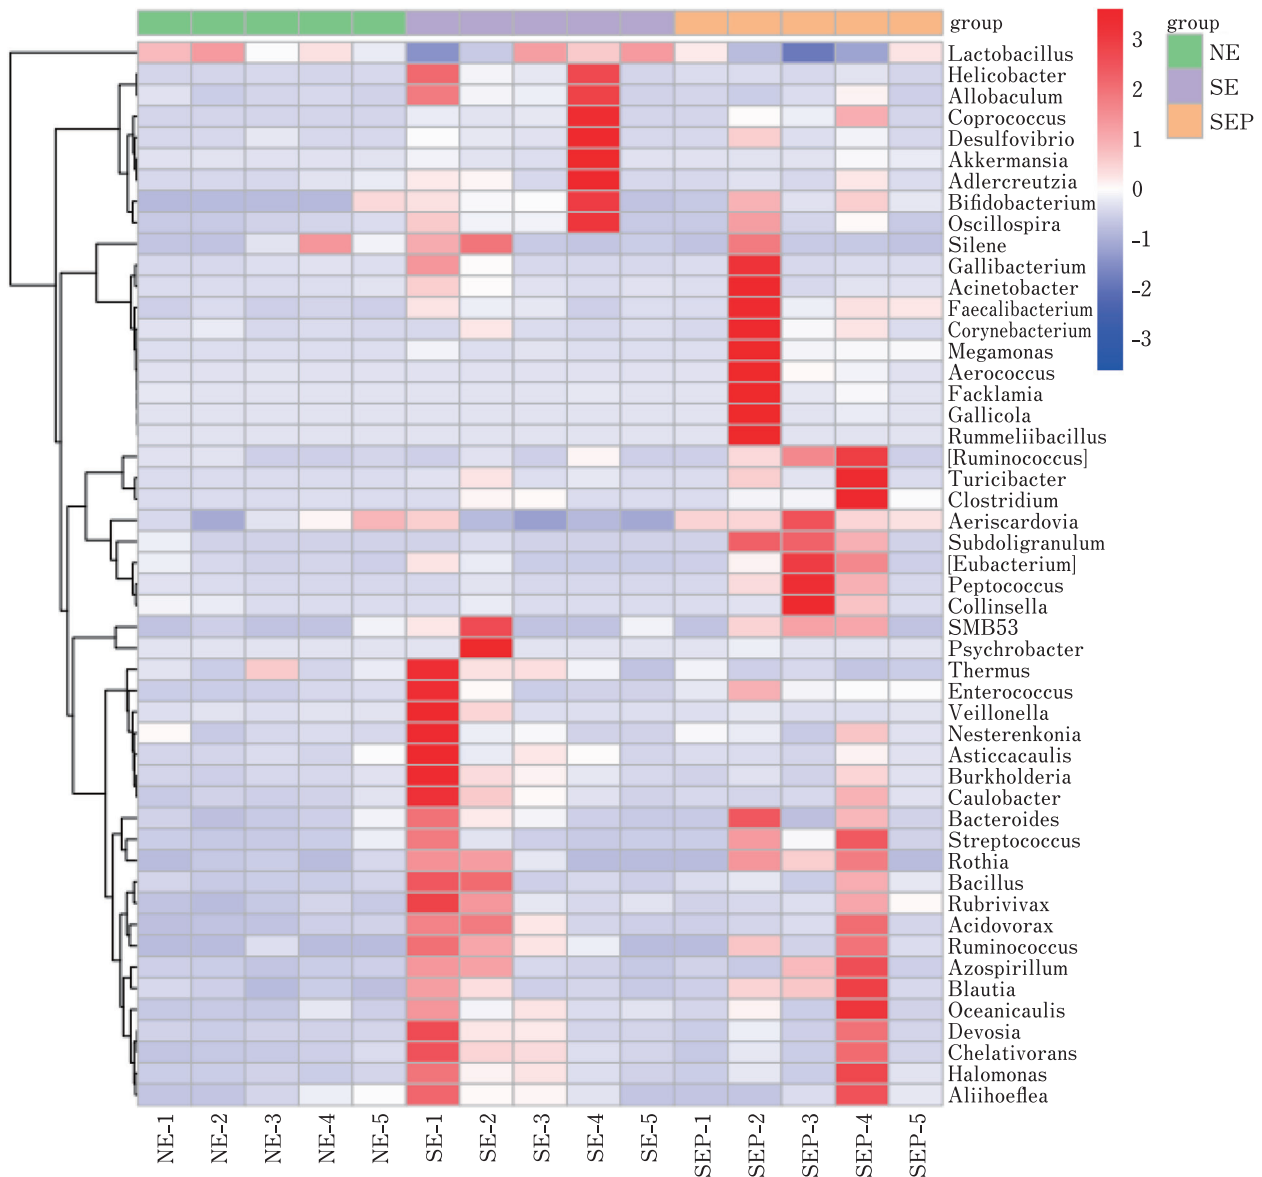 group
Lactobacillus
Helicobacter
Allobaculum
Coprococcus
Desulfovibrio
Akkermansia
Adlercreutzia
Bifidobacterium
Oscillospira
Silene
Gallibacterium
Acinetobacter
Faecalibacterium
Corynebacterium
Megamonas
Aerococcus
Facklamia
Gallicola
Rummeliibacillus
[Ruminococcus]
Turicibacter
Clostridium
Aeriscardovia
Subdoligranulum
[Eubacterium]
Peptococcus
Collinsella
SMB53
Psychrobacter
Thermus
Enterococcus
Veillonella
Nesterenkonia
Asticcacaulis
Burkholderia
Caulobacter
Bacteroides
Streptococcus
Rothia
Bacillus
Rubrivivax
Acidovorax
Ruminococcus
Azospirillum
Blautia
Oceanicaulis
Devosia
Chelativorans
Halomonas
Aliihoeflea
NE-1
NE-2
NE-3
NE-4
NE-5
SE-1
SE-2
SE-3
SE-4
SE-5
SEP-1
SEP-2
SEP-3
SEP-4
SEP-5
3
2
1
0
-1
-2
-3
group
NE
SE
SEP